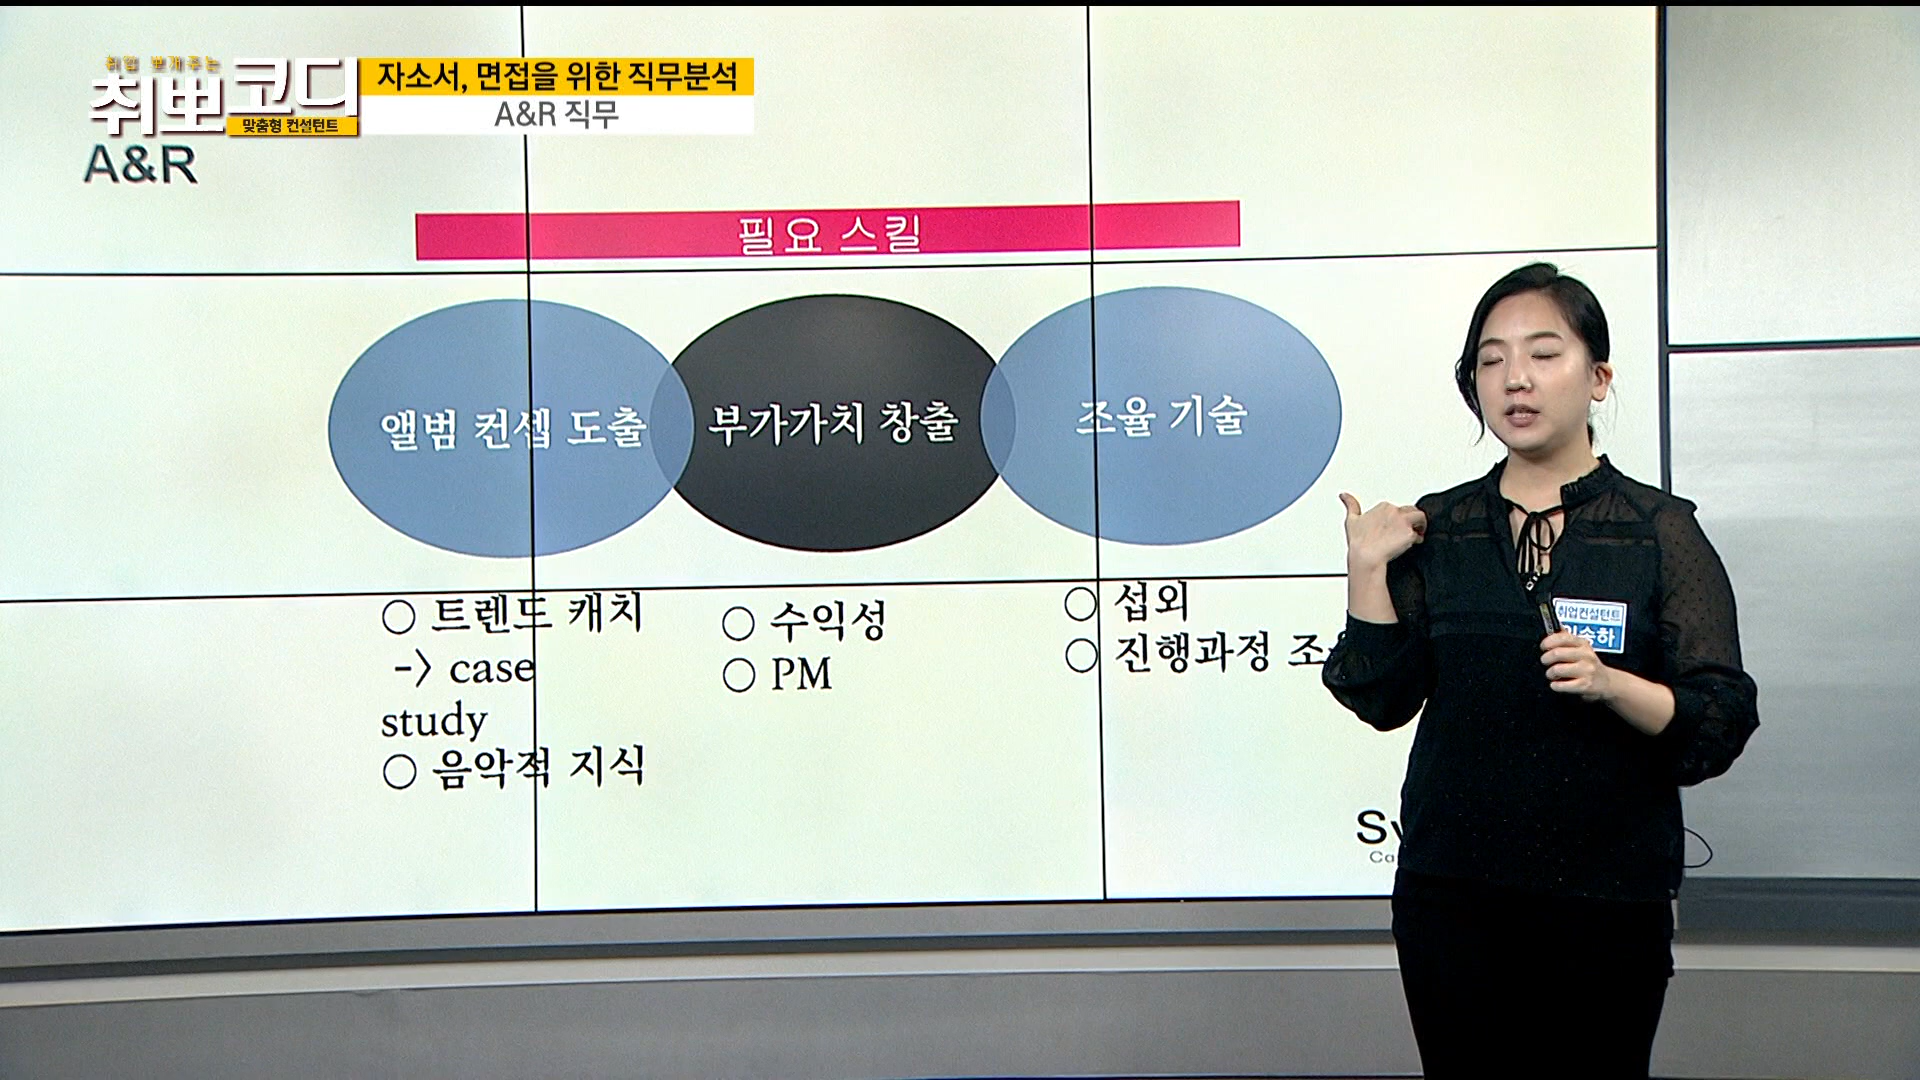 취업 뽀개주는
취뽀코디
맞춤형 컨설턴트
자소서, 면접을 위한 직무분석
A&R 직무
A&R
필요 스킬
앨범 컨셉 도출
부가가치 창출
조율 기술
○ 트렌드 캐치
-> case
study
○ 음악적 지식
○ 수익성
○ PM
○ 섭외
○ 진행과정
취업컨설턴트